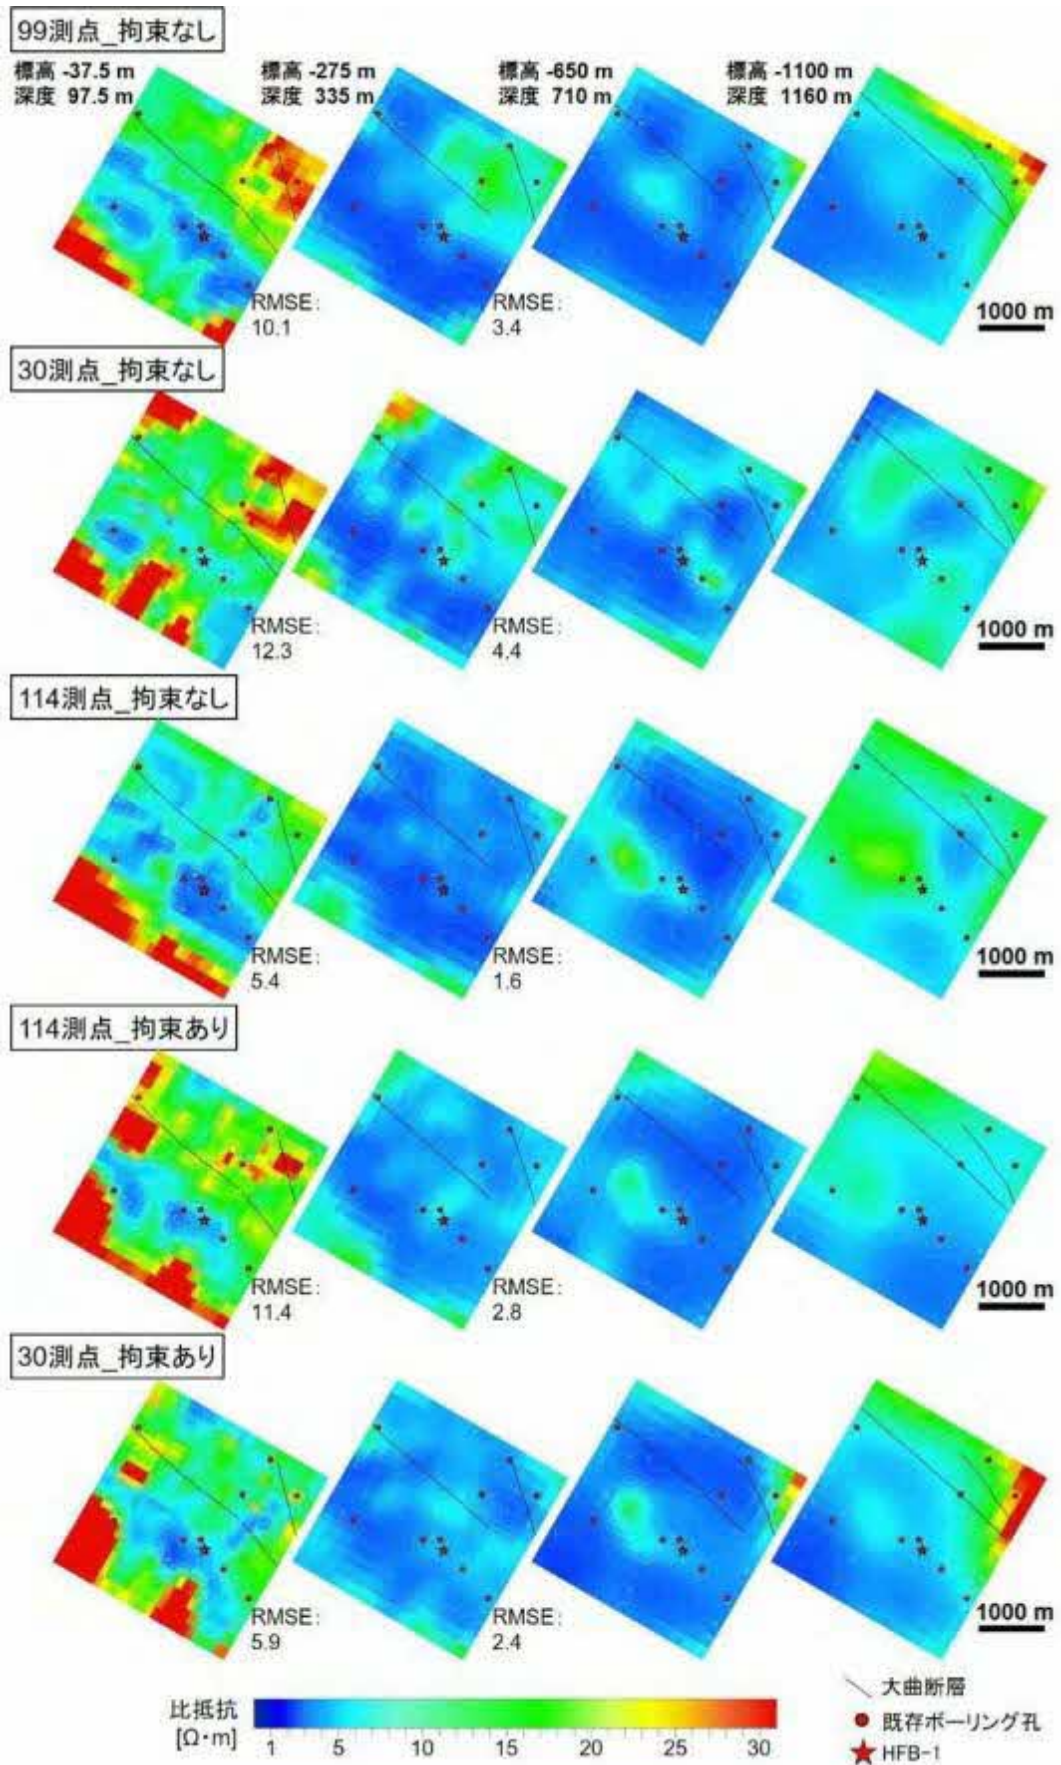 99測点_拘束なし
標高 -37.5 m
深度 97.5 m
標高 -275 m
深度 335 m
標高 -650 m
深度 710 m
標高 -1100 m
深度 1160 m
RMSE:
10.1
RMSE:
3.4
1000 m
30測点_拘束なし
RMSE:
12.3
RMSE:
4.4
1000 m
114測点_拘束なし
RMSE:
5.4
RMSE:
1.6
1000 m
114測点_拘束あり
RMSE:
11.4
RMSE:
2.8
1000 m
30測点_拘束あり
RMSE:
5.9
RMSE:
2.4
1000 m
比抵抗
[Ω・m]
1 5 10 15 20 25 30
大曲断層
既存ボーリング孔
HFB-1